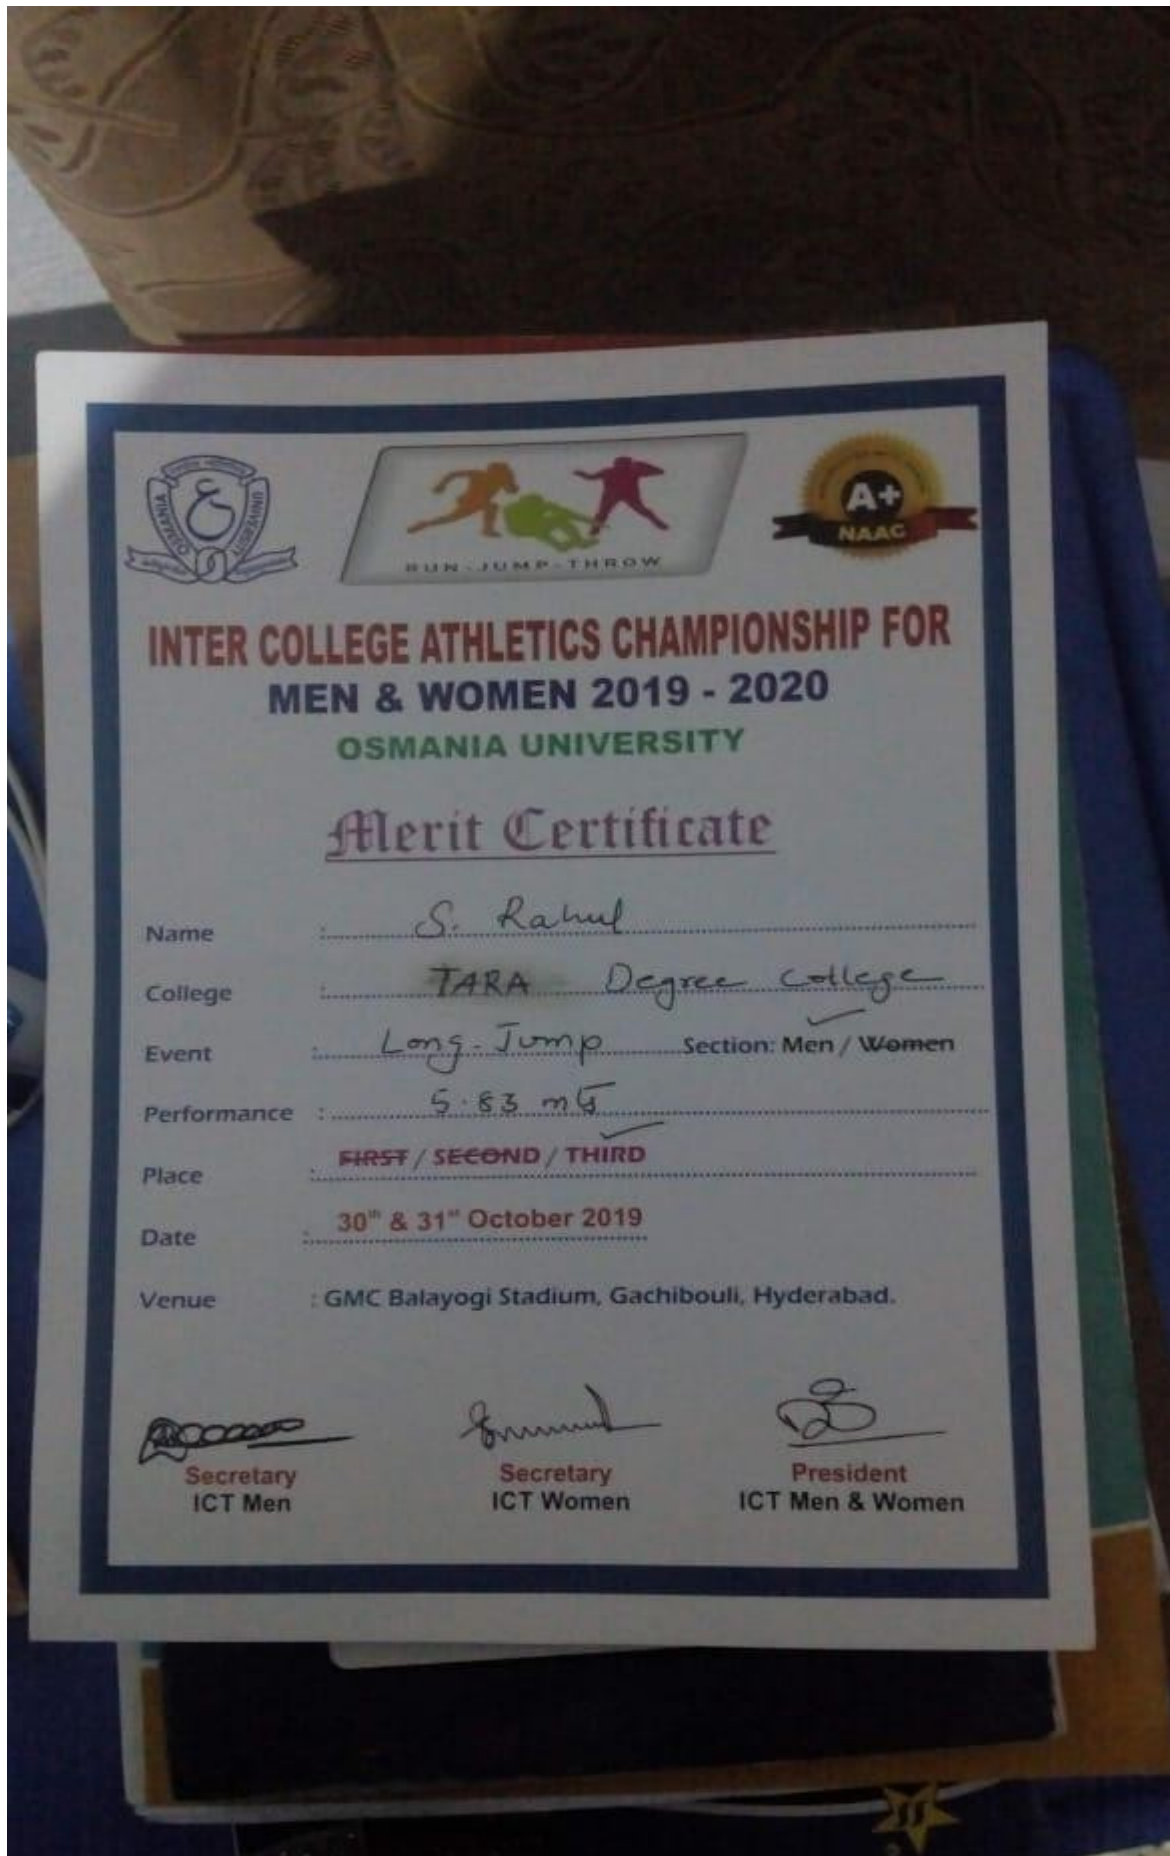 OSMANIA UNIVERSITY
RUN - JUMP - THROW
A+
NAAC
INTER COLLEGE ATHLETICS CHAMPIONSHIP FOR
MEN & WOMEN 2019 - 2020
OSMANIA UNIVERSITY
Merit Certificate
Name : S. Rahul
College : TARA Degree College
Event : Long-Jump Section: Men / Women
Performance : 5.83 mts
Place : FIRST / SECOND / THIRD
Date : 30th & 31st October 2019
Venue : GMC Balayogi Stadium, Gachibouli, Hyderabad.
Secretary Secretary President
ICT Men ICT Women ICT Men & Women